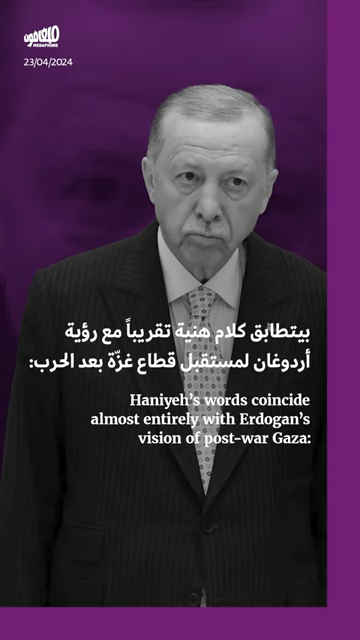 ميغافون
MEGAPHONE
23/04/2024
بيتطابق كلام هنية تقريباً مع رؤية
أردوغان لمستقبل قطاع غزّة بعد الحرب:
Haniyeh's words coincide
almost entirely with Erdogan's
vision of post-war Gaza: